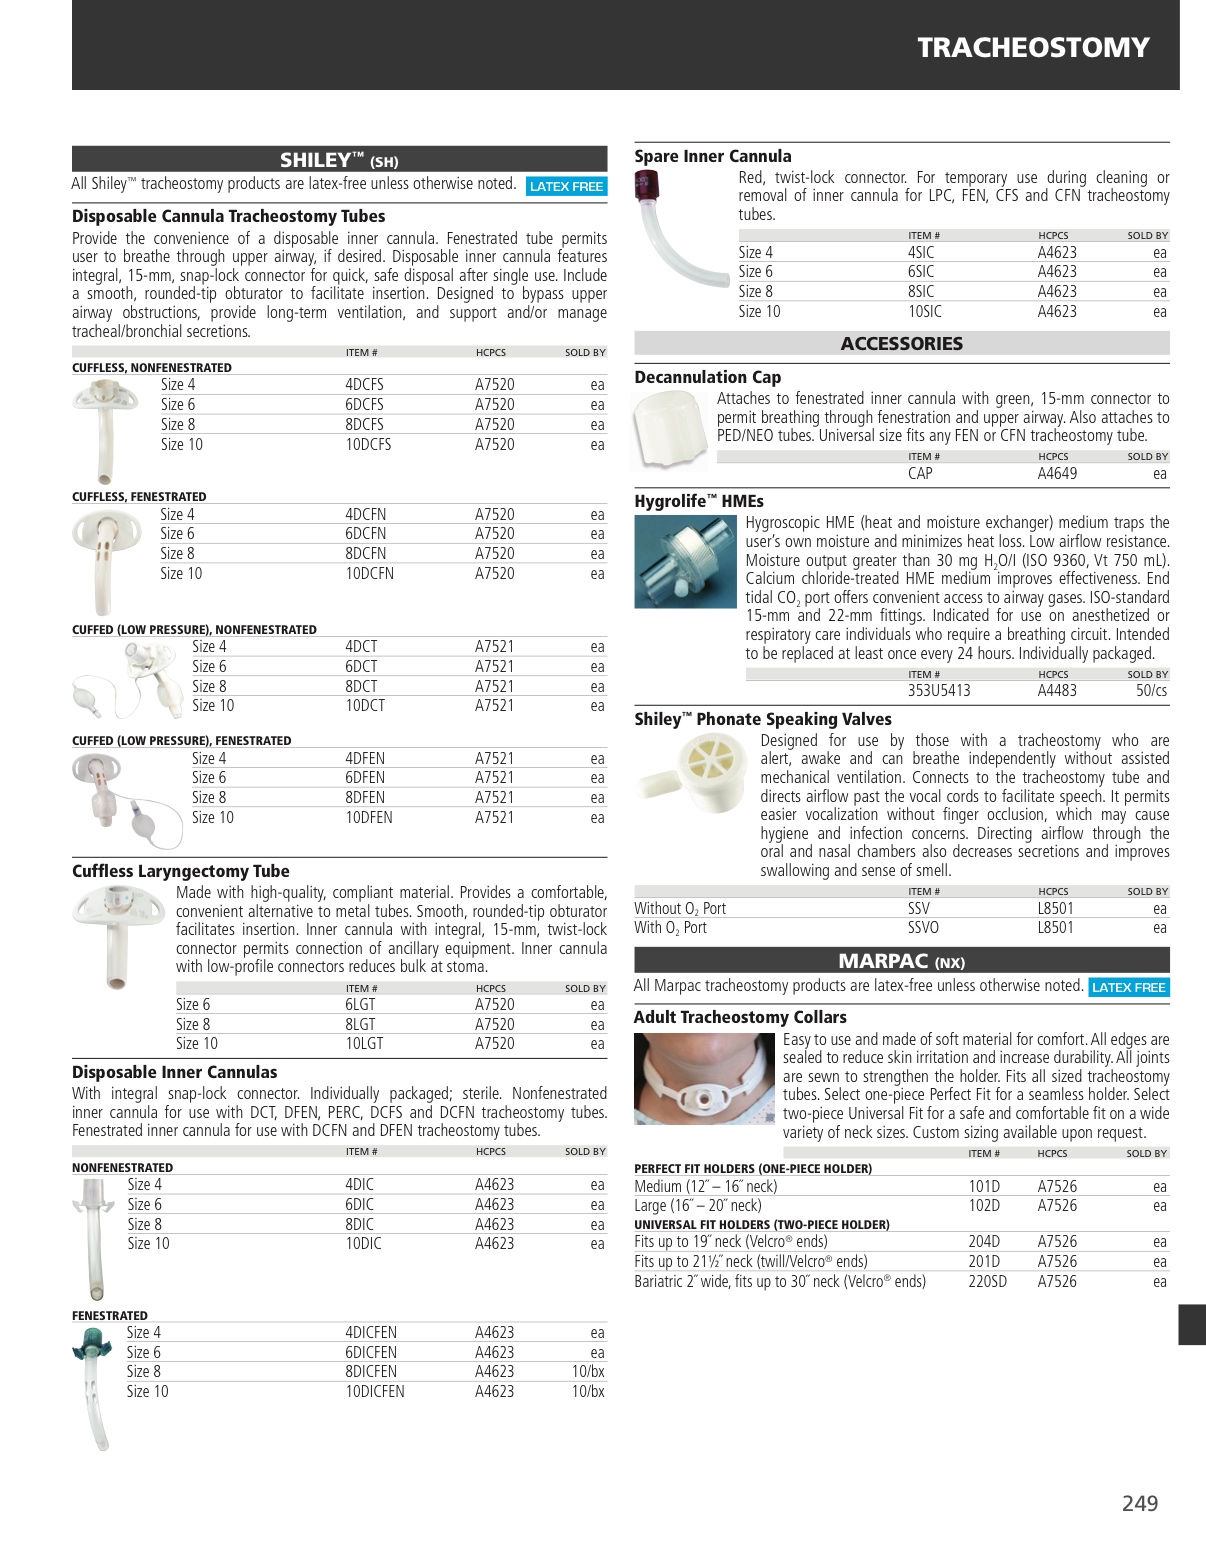 TRACHEOSTOMY
SHILEY™ (SH)
All Shiley™ tracheostomy products are latex-free unless otherwise noted. LATEX FREE
Disposable Cannula Tracheostomy Tubes
Provide the convenience of a disposable inner cannula. Fenestrated tube permits
user to breathe through upper airway, if desired. Disposable inner cannula features
integral, 15-mm, snap-lock connector for quick, safe disposal after single use. Include
a smooth, rounded-tip obturator to facilitate insertion. Designed to bypass upper
airway obstructions, provide long-term ventilation, and support and/or manage
tracheal/bronchial secretions.
ITEM # HCPCS SOLD BY
CUFFLESS, NONFENESTRATED
Size 4 4DCFS A7520 ea
Size 6 6DCFS A7520 ea
Size 8 8DCFS A7520 ea
Size 10 10DCFS A7520 ea
CUFFLESS, FENESTRATED
Size 4 4DCFN A7520 ea
Size 6 6DCFN A7520 ea
Size 8 8DCFN A7520 ea
Size 10 10DCFN A7520 ea
CUFFED (LOW PRESSURE), NONFENESTRATED
Size 4 4DCT A7521 ea
Size 6 6DCT A7521 ea
Size 8 8DCT A7521 ea
Size 10 10DCT A7521 ea
CUFFED (LOW PRESSURE), FENESTRATED
Size 4 4DFEN A7521 ea
Size 6 6DFEN A7521 ea
Size 8 8DFEN A7521 ea
Size 10 10DFEN A7521 ea
Cuffless Laryngectomy Tube
Made with high-quality, compliant material. Provides a comfortable,
convenient alternative to metal tubes. Smooth, rounded-tip obturator
facilitates insertion. Inner cannula with integral, 15-mm, twist-lock
connector permits connection of ancillary equipment. Inner cannula
with low-profile connectors reduces bulk at stoma.
ITEM # HCPCS SOLD BY
Size 6 6LGT A7520 ea
Size 8 8LGT A7520 ea
Size 10 10LGT A7520 ea
Disposable Inner Cannulas
With integral snap-lock connector. Individually packaged; sterile. Nonfenestrated
inner cannula for use with DCT, DFEN, PERC, DCFS and DCFN tracheostomy tubes.
Fenestrated inner cannula for use with DCFN and DFEN tracheostomy tubes.
ITEM # HCPCS SOLD BY
NONFENESTRATED
Size 4 4DIC A4623 ea
Size 6 6DIC A4623 ea
Size 8 8DIC A4623 ea
Size 10 10DIC A4623 ea
FENESTRATED
Size 4 4DICFEN A4623 ea
Size 6 6DICFEN A4623 ea
Size 8 8DICFEN A4623 10/bx
Size 10 10DICFEN A4623 10/bx
Spare Inner Cannula
Red, twist-lock connector. For temporary use during cleaning or
removal of inner cannula for LPC, FEN, CFS and CFN tracheostomy
tubes.
ITEM # HCPCS SOLD BY
Size 4 4SIC A4623 ea
Size 6 6SIC A4623 ea
Size 8 8SIC A4623 ea
Size 10 10SIC A4623 ea
ACCESSORIES
Decannulation Cap
Attaches to fenestrated inner cannula with green, 15-mm connector to
permit breathing through fenestration and upper airway. Also attaches to
PED/NEO tubes. Universal size fits any FEN or CFN tracheostomy tube.
ITEM # HCPCS SOLD BY
CAP A4649 ea
Hygrolife™ HMEs
Hygroscopic HME (heat and moisture exchanger) medium traps the
user's own moisture and minimizes heat loss. Low airflow resistance.
Moisture output greater than 30 mg H₂O/l (ISO 9360, Vt 750 mL).
Calcium chloride-treated HME medium improves effectiveness. End
tidal CO₂ port offers convenient access to airway gases. ISO-standard
15-mm and 22-mm fittings. Indicated for use on anesthetized or
respiratory care individuals who require a breathing circuit. Intended
to be replaced at least once every 24 hours. Individually packaged.
ITEM # HCPCS SOLD BY
353U5413 A4483 50/cs
Shiley™ Phonate Speaking Valves
Designed for use by those with a tracheostomy who are
alert, awake and can breathe independently without assisted
mechanical ventilation. Connects to the tracheostomy tube and
directs airflow past the vocal cords to facilitate speech. It permits
easier vocalization without finger occlusion, which may cause
hygiene and infection concerns. Directing airflow through the
oral and nasal chambers also decreases secretions and improves
swallowing and sense of smell.
ITEM # HCPCS SOLD BY
Without O₂ Port SSV L8501 ea
With O₂ Port SSVO L8501 ea
MARPAC (NX)
All Marpac tracheostomy products are latex-free unless otherwise noted. LATEX FREE
Adult Tracheostomy Collars
Easy to use and made of soft material for comfort. All edges are
sealed to reduce skin irritation and increase durability. All joints
are sewn to strengthen the holder. Fits all sized tracheostomy
tubes. Select one-piece Perfect Fit for a seamless holder. Select
two-piece Universal Fit for a safe and comfortable fit on a wide
variety of neck sizes. Custom sizing available upon request.
ITEM # HCPCS SOLD BY
PERFECT FIT HOLDERS (ONE-PIECE HOLDER)
Medium (12˝ – 16˝ neck) 101D A7526 ea
Large (16˝ – 20˝ neck) 102D A7526 ea
UNIVERSAL FIT HOLDERS (TWO-PIECE HOLDER)
Fits up to 19˝ neck (Velcro® ends) 204D A7526 ea
Fits up to 21½˝ neck (twill/Velcro® ends) 201D A7526 ea
Bariatric 2˝ wide, fits up to 30˝ neck (Velcro® ends) 220SD A7526 ea
249